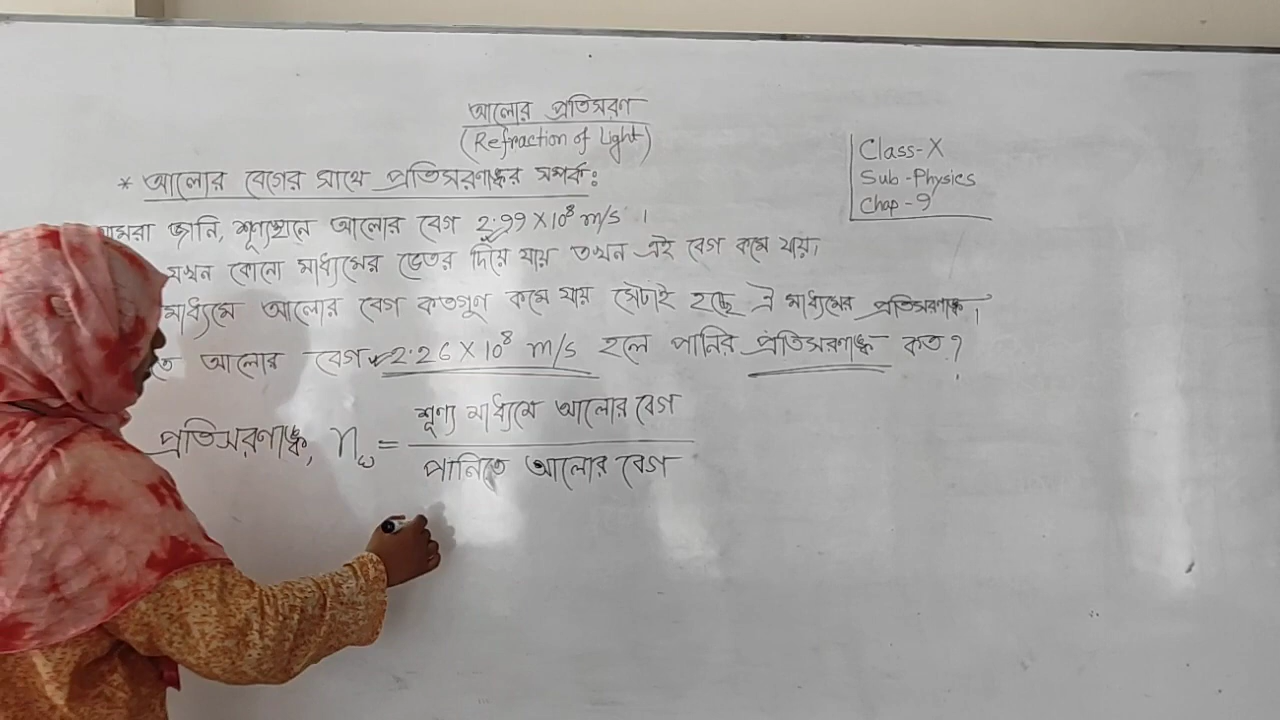 আলোর প্রতিসরণ
(Refraction of Light)
Class-X
Sub-Physics
Chap-9
* আলোর বেগের সাথে প্রতিসরণাঙ্কের সম্পর্কঃ
জানি, শূণ্যস্থানে আলোর বেগ 2.99 X 10⁸ m/s ।
যখন কোনো মাধ্যমের ভেতর দিয়ে যায় তখন এই বেগ কমে যায়।
মাধ্যমে আলোর বেগ কতগুণ কমে যায় সেটাই হচ্ছে ঐ মাধ্যমের প্রতিসরণাঙ্ক।
আলোর বেগ 2.26 X 10⁸ m/s হলে পানির প্রতিসরণাঙ্ক কত?
শূণ্য মাধ্যমে আলোর বেগ
প্রতিসরণাঙ্ক, n_w =
পানিতে আলোর বেগ